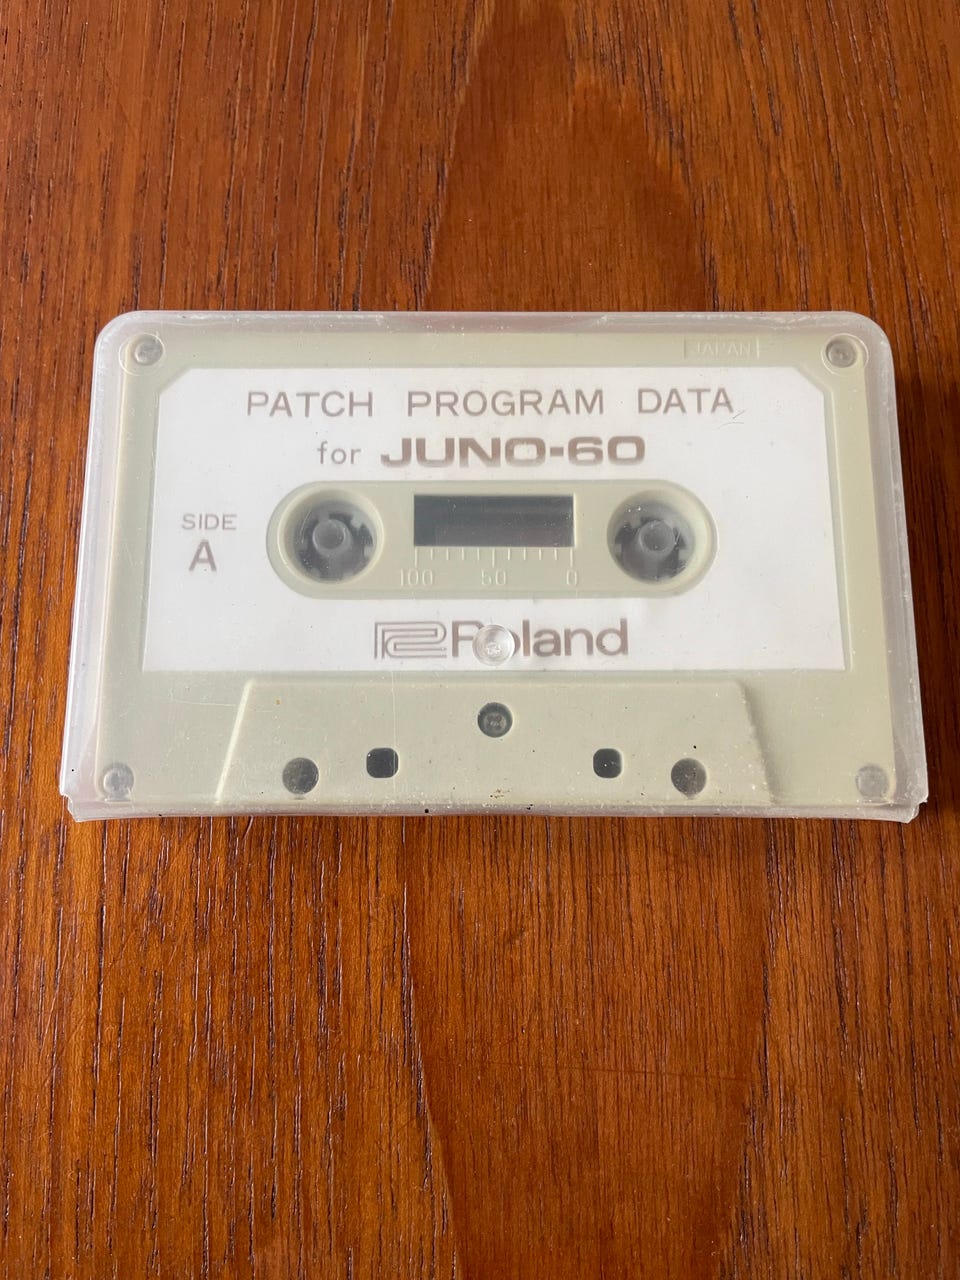 JAPAN
PATCH PROGRAM DATA
for JUNO-60
SIDE
A
100 50 0
Roland